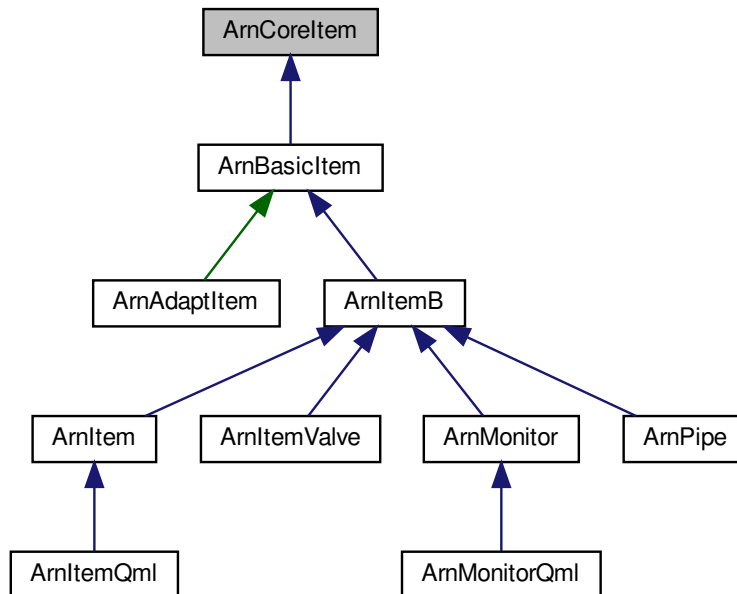 ArnCoreItem
ArnBasicItem
ArnAdaptItem
ArnItemB
ArnItem
ArnItemValve
ArnMonitor
ArnPipe
ArnItemQml
ArnMonitorQml